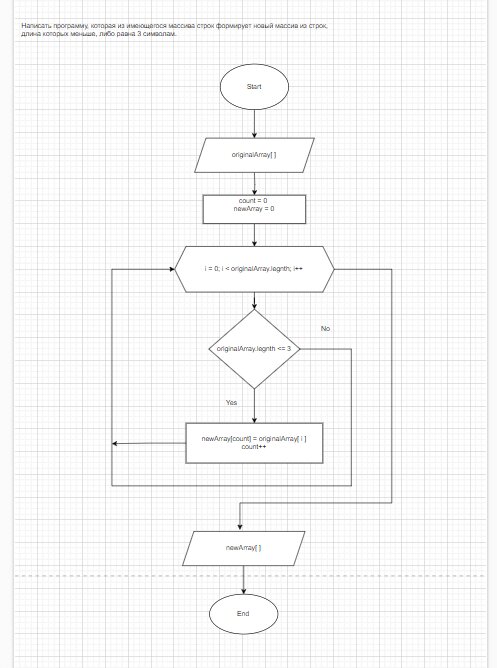 Написать программу, которая из имеющегося массива строк формирует новый массив из строк,
длина которых меньше, либо равна 3 символам.
Start
originalArray[ ]
count = 0
newArray = 0
i = 0; i < originalArray.legnth; i++
No
originalArray.legnth <= 3
Yes
newArray[count] = originalArray[ i ]
count++
newArray[ ]
End